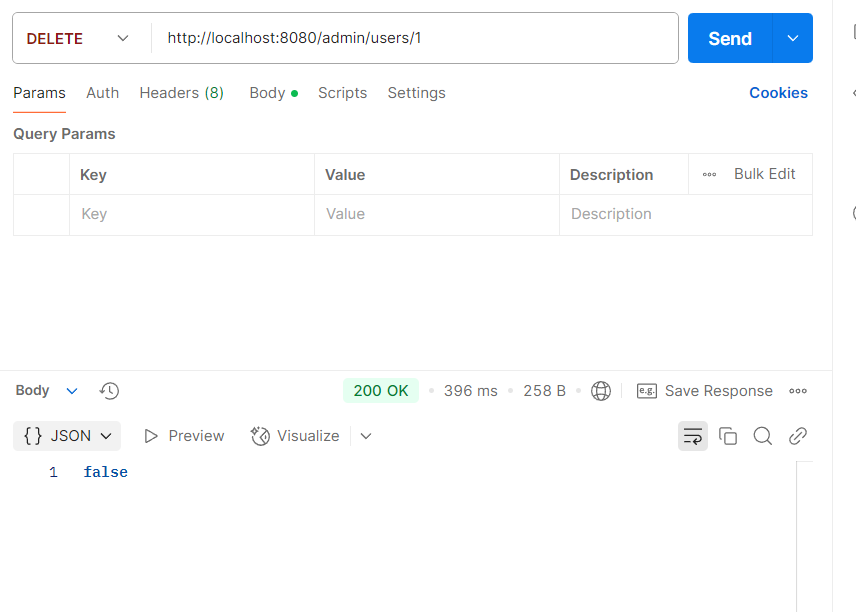 DELETE http://localhost:8080/admin/users/1 Send
Params Auth Headers (8) Body Scripts Settings Cookies
Query Params
Key Value Description Bulk Edit
Key Value Description
Body 200 OK 396 ms 258 B e.g. Save Response
{} JSON Preview Visualize
1 false